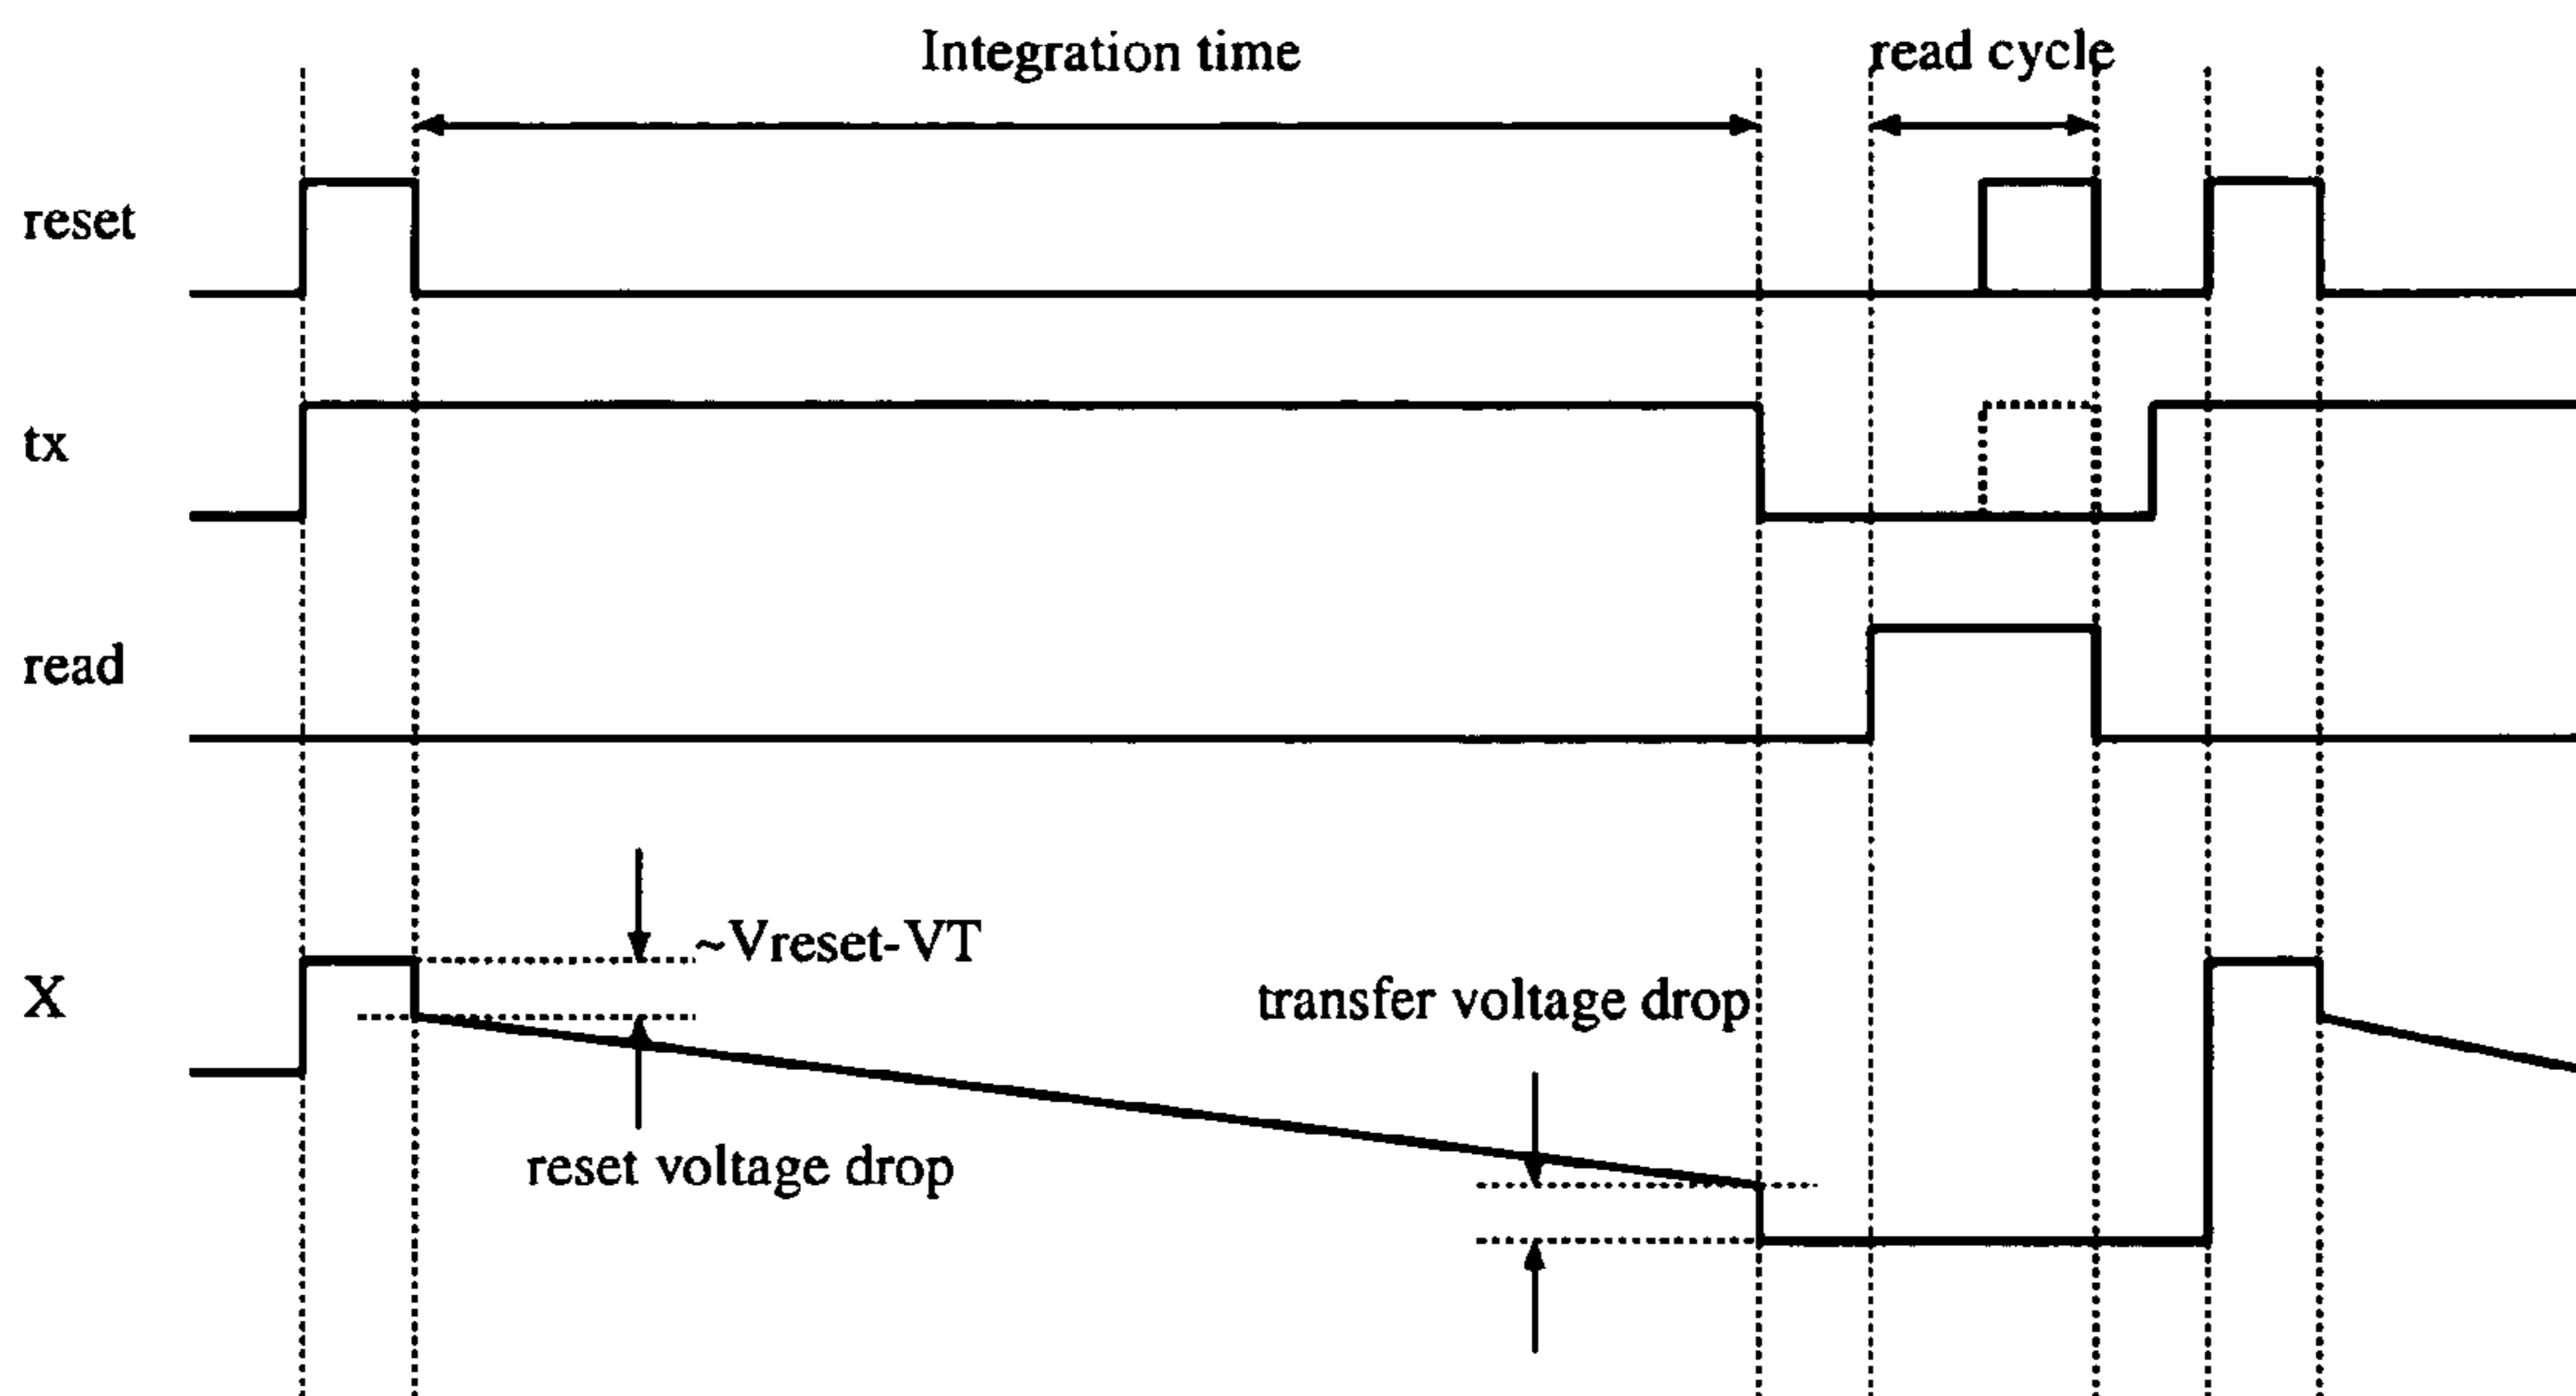 Integration time
read cycle
reset
tx
read
~Vreset-VT
X
transfer voltage drop
reset voltage drop